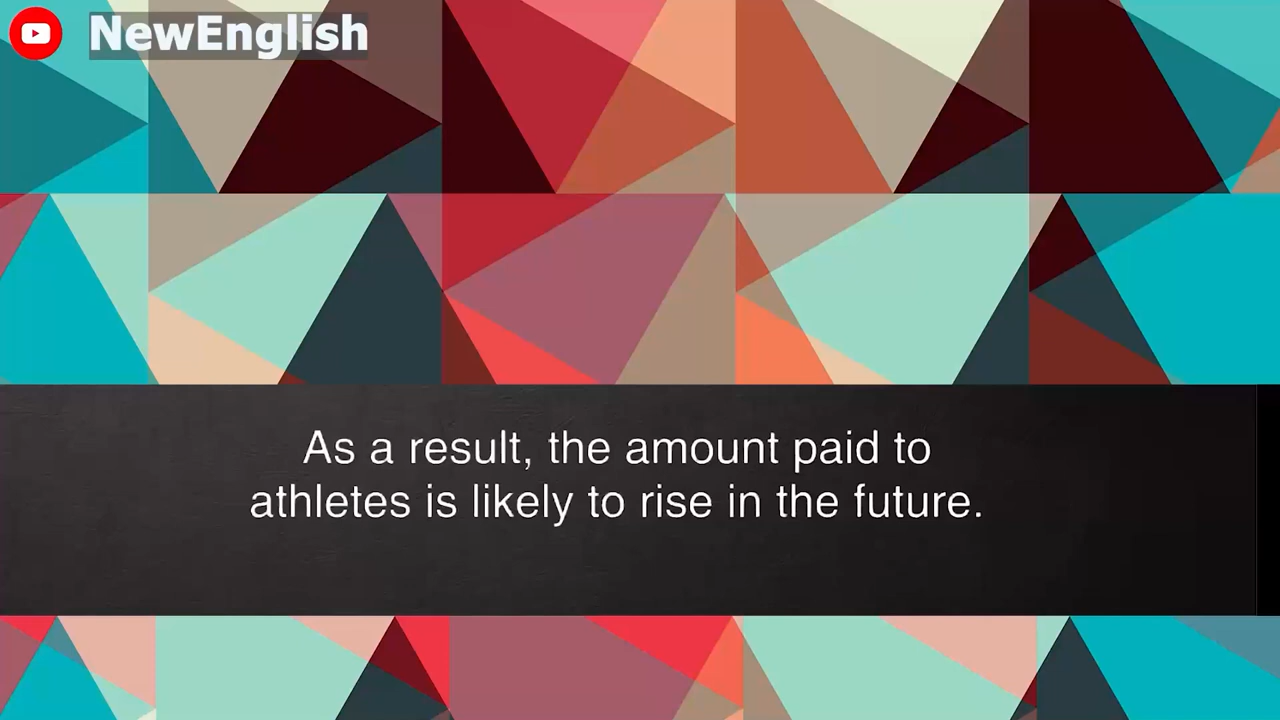 NewEnglish
As a result, the amount paid to
athletes is likely to rise in the future.